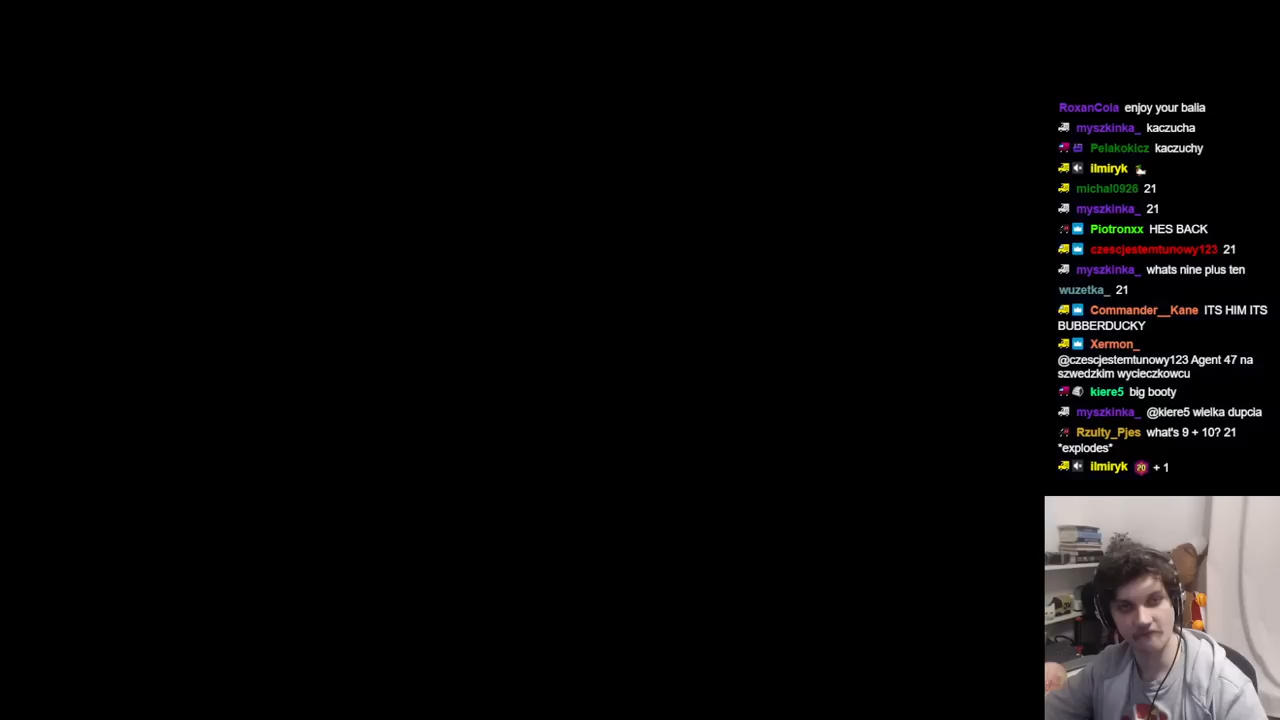 RoxanCola enjoy your balia
myszkinka_ kaczucha
Pelakokicz kaczuchy
ilmiryk
michal0926 21
myszkinka_ 21
Piotronxx HES BACK
czescjestemtunowy123 21
myszkinka_ whats nine plus ten
wuzetka_ 21
Commander__Kane ITS HIM ITS
BUBBERDUCKY
Xermon_
@czescjestemtunowy123 Agent 47 na
szwedzkim wycieczkowcu
kiere5 big booty
myszkinka_ @kiere5 wielka dupcia
Rzulty_Pjes what's 9 + 10? 21
*explodes*
ilmiryk 20 + 1